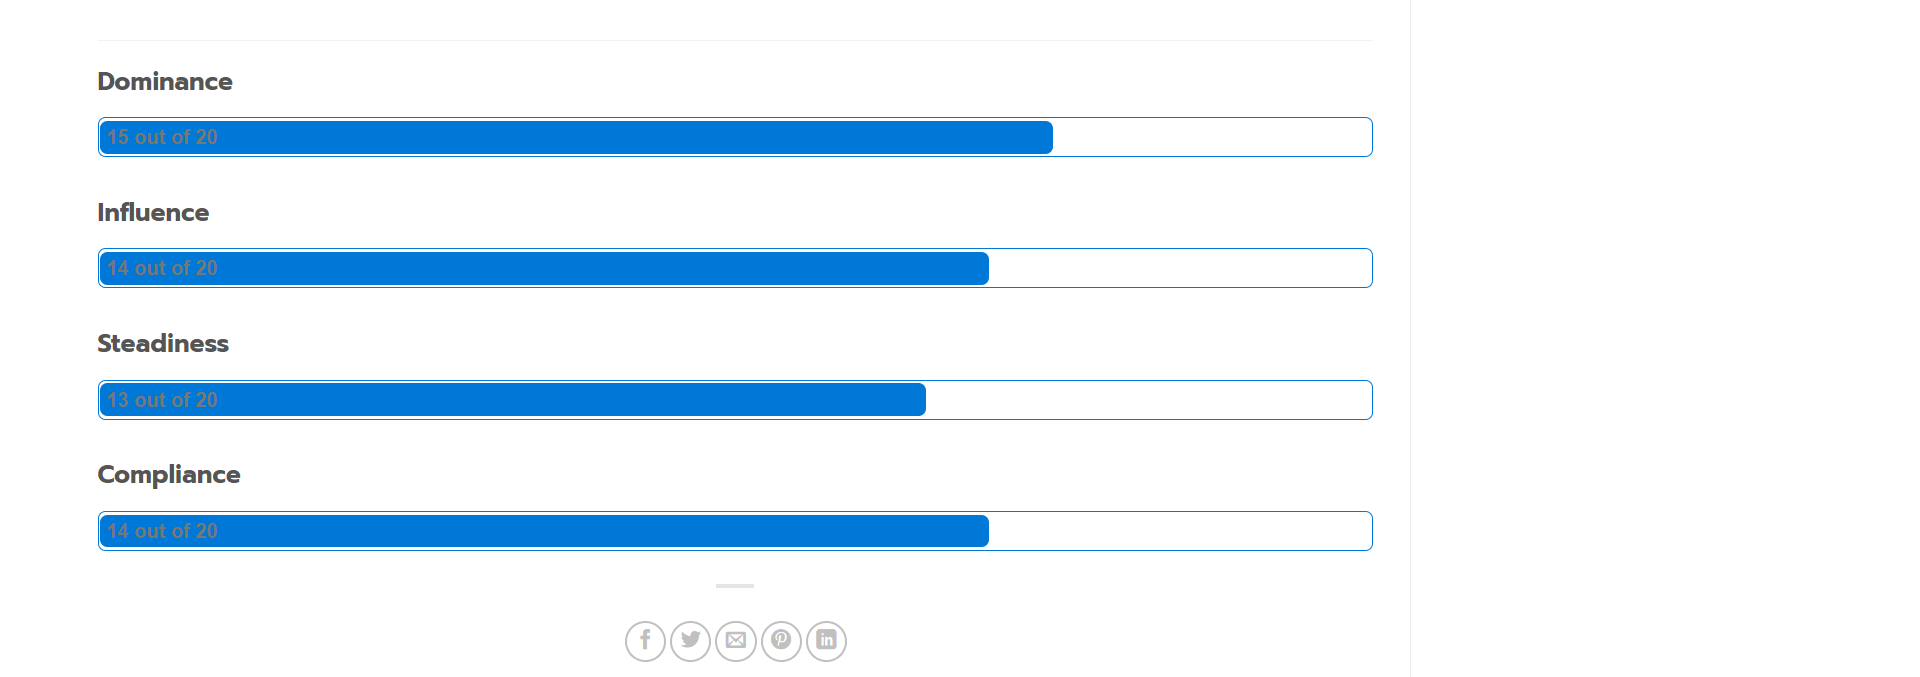 Dominance
15 out of 20
Influence
14 out of 20
Steadiness
13 out of 20
Compliance
14 out of 20